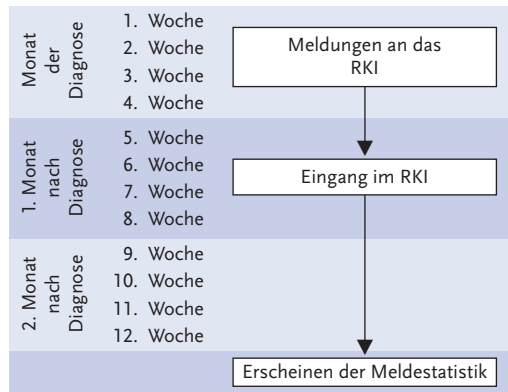 Monat
der
Diagnose
1. Woche
2. Woche
3. Woche
4. Woche
Meldungen an das
RKI
1. Monat
nach
Diagnose
5. Woche
6. Woche
7. Woche
8. Woche
Eingang im RKI
2. Monat
nach
Diagnose
9. Woche
10. Woche
11. Woche
12. Woche
Erscheinen der Meldestatistik